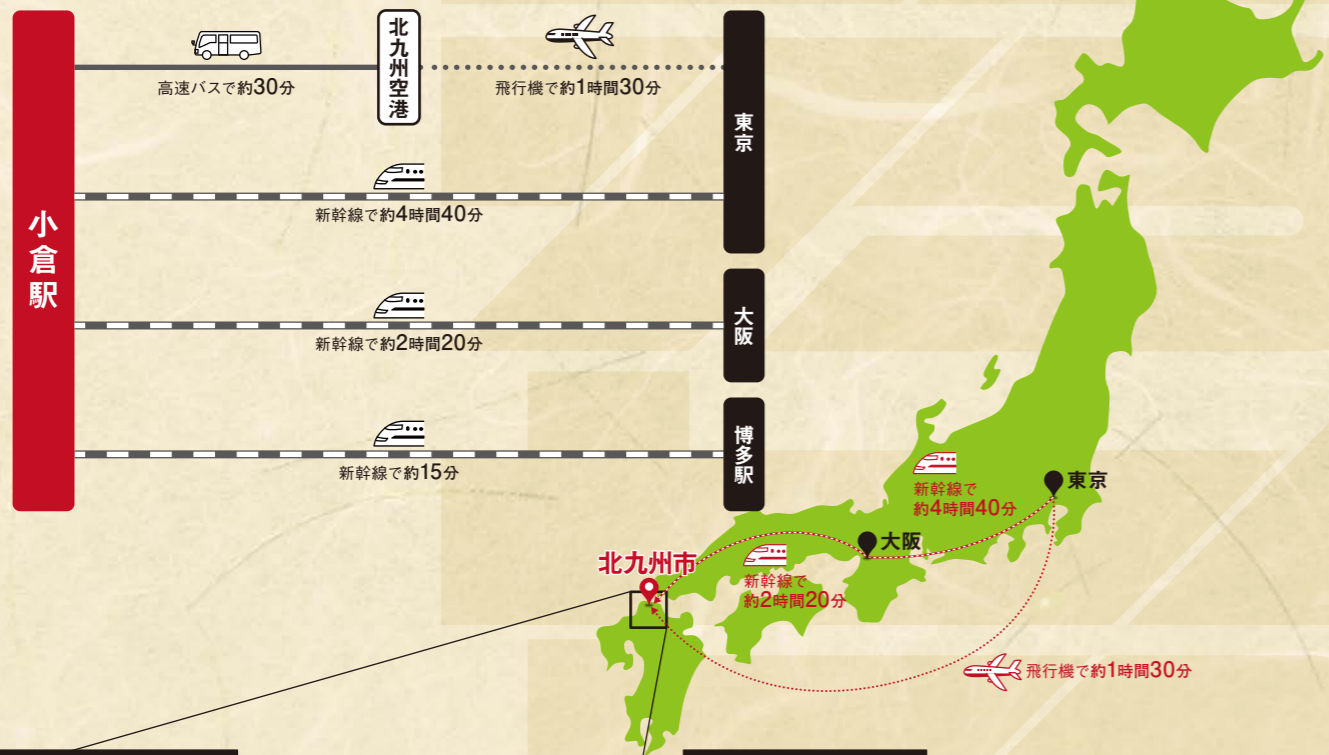 小倉駅
高速バスで約30分
北九州空港
飛行機で約1時間30分
東京
新幹線で約4時間40分
新幹線で約2時間20分
大阪
新幹線で約15分
博多駅
新幹線で
約4時間40分
東京
大阪
北九州市
新幹線で
約2時間20分
飛行機で約1時間30分